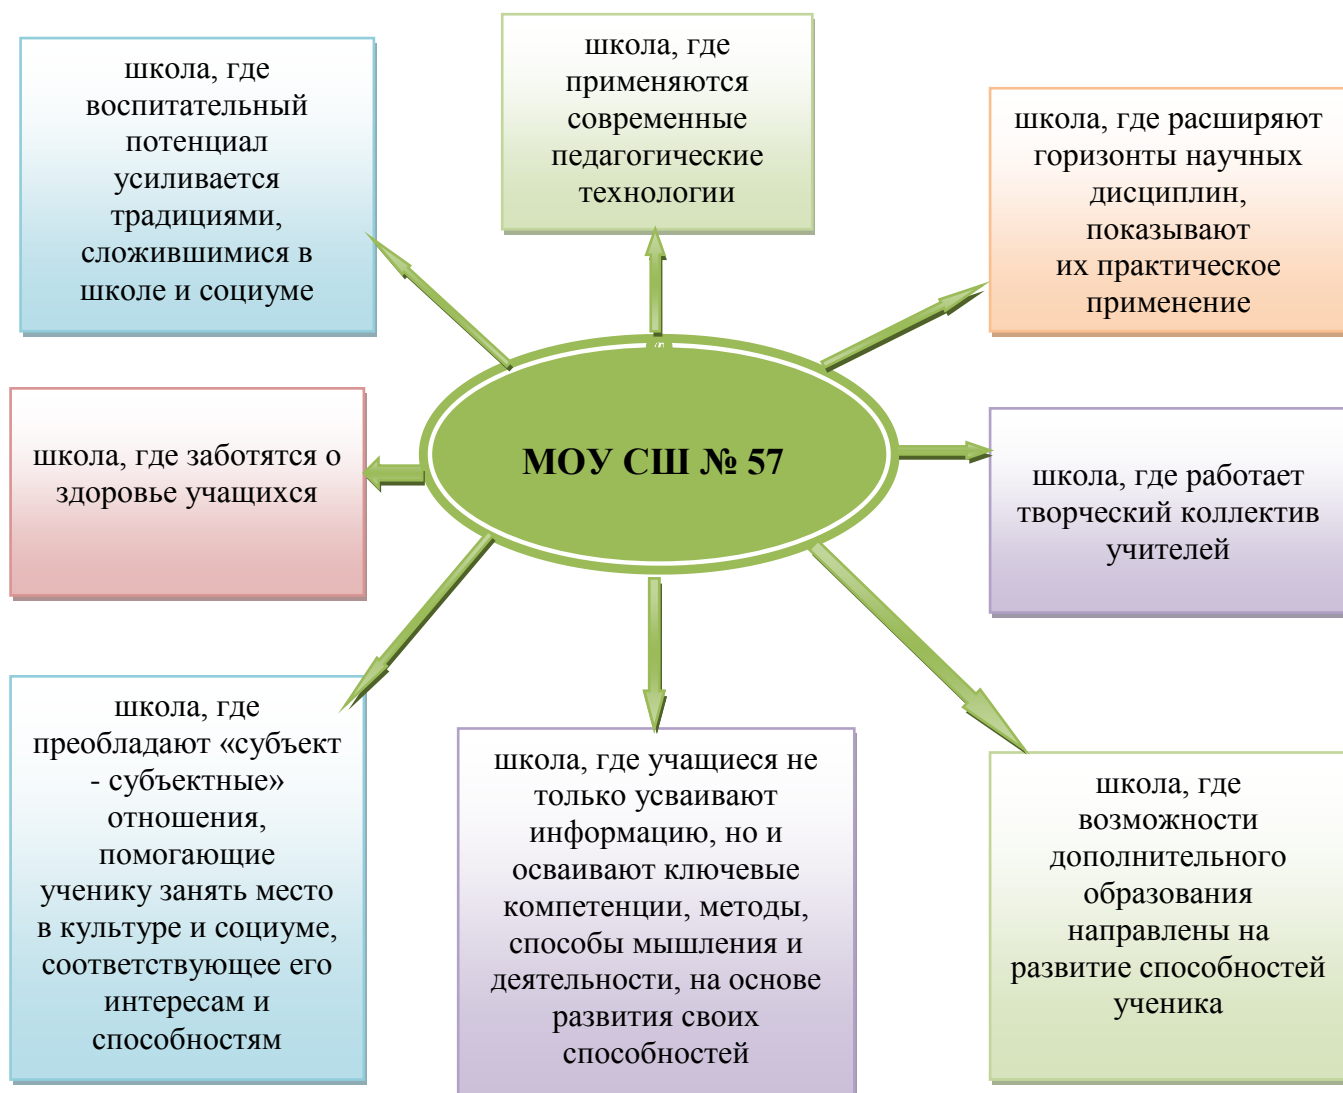 школа, где
воспитательный
потенциал
усиливается
традициями,
сложившимися в
школе и социуме
школа, где
применяются
современные
педагогические
технологии
школа, где расширяют
горизонты научных
дисциплин,
показывают
их практическое
применение
школа, где заботятся о
здоровье учащихся
МОУ СШ № 57
школа, где работает
творческий коллектив
учителей
школа, где
преобладают «субъект
- субъектные»
отношения,
помогающие
ученику занять место
в культуре и социуме,
соответствующее его
интересам и
способностям
школа, где учащиеся не
только усваивают
информацию, но и
осваивают ключевые
компетенции, методы,
способы мышления и
деятельности, на основе
развития своих
способностей
школа, где
возможности
дополнительного
образования
направлены на
развитие способностей
ученика